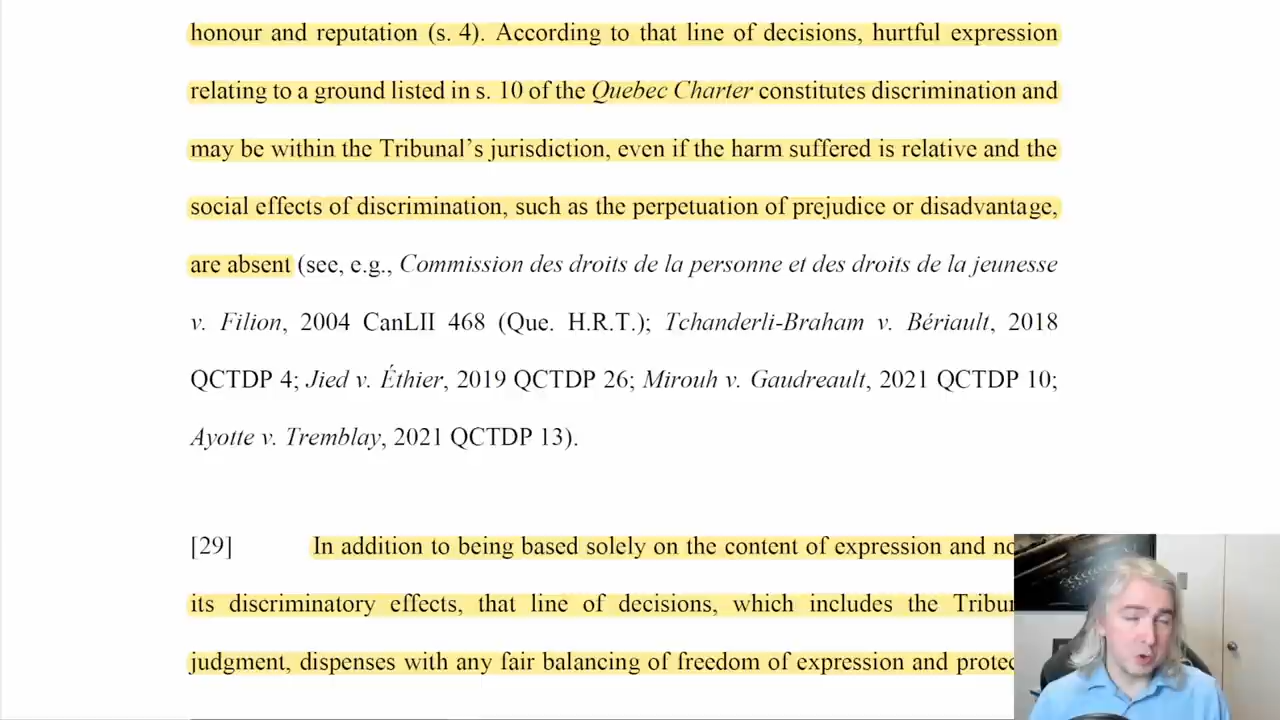 honour and reputation (s. 4). According to that line of decisions, hurtful expression
relating to a ground listed in s. 10 of the Quebec Charter constitutes discrimination and
may be within the Tribunal's jurisdiction, even if the harm suffered is relative and the
social effects of discrimination, such as the perpetuation of prejudice or disadvantage,
are absent (see, e.g., Commission des droits de la personne et des droits de la jeunesse
v. Filion, 2004 CanLII 468 (Que. H.R.T.); Tchanderli-Braham v. Bériault, 2018
QCTDP 4; Jied v. Éthier, 2019 QCTDP 26; Mirouh v. Gaudreault, 2021 QCTDP 10;
Ayotte v. Tremblay, 2021 QCTDP 13).
[29] In addition to being based solely on the content of expression and
its discriminatory effects, that line of decisions, which includes the
judgment, dispenses with any fair balancing of freedom of expression and